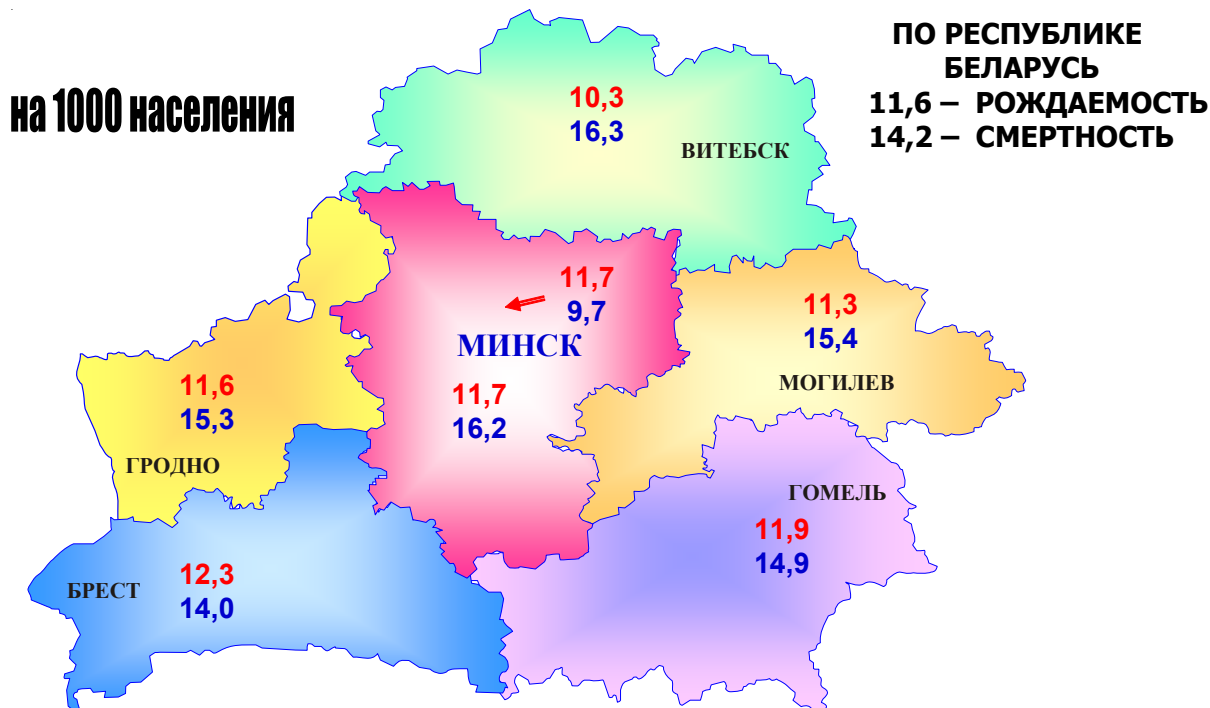 на 1000 населения
ПО РЕСПУБЛИКЕ
БЕЛАРУСЬ
11,6 – РОЖДАЕМОСТЬ
14,2 – СМЕРТНОСТЬ
10,3
16,3
ВИТЕБСК
11,7
9,7
МИНСК
11,7
16,2
11,3
15,4
МОГИЛЕВ
11,6
15,3
ГРОДНО
ГОМЕЛЬ
11,9
14,9
БРЕСТ
12,3
14,0